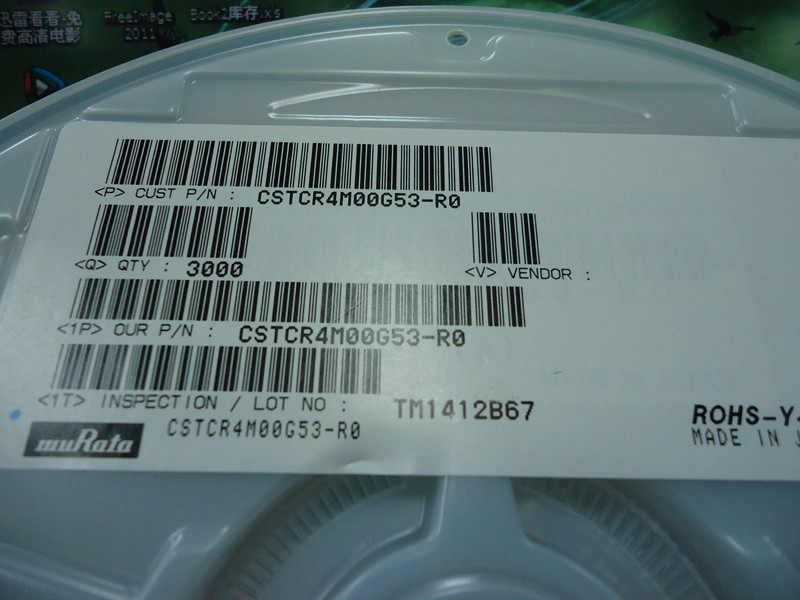 迅雷看看-免
费高清电影
FreeImage
2011
Book2库存.xs
<P> CUST P/N : CSTCR4M00G53-R0
<Q> QTY : 3000
<V> VENDOR :
<1P> OUR P/N : CSTCR4M00G53-R0
<1T> INSPECTION / LOT NO : TM1412B67
muRata
CSTCR4M00G53-R0
ROHS-Y
MADE IN J